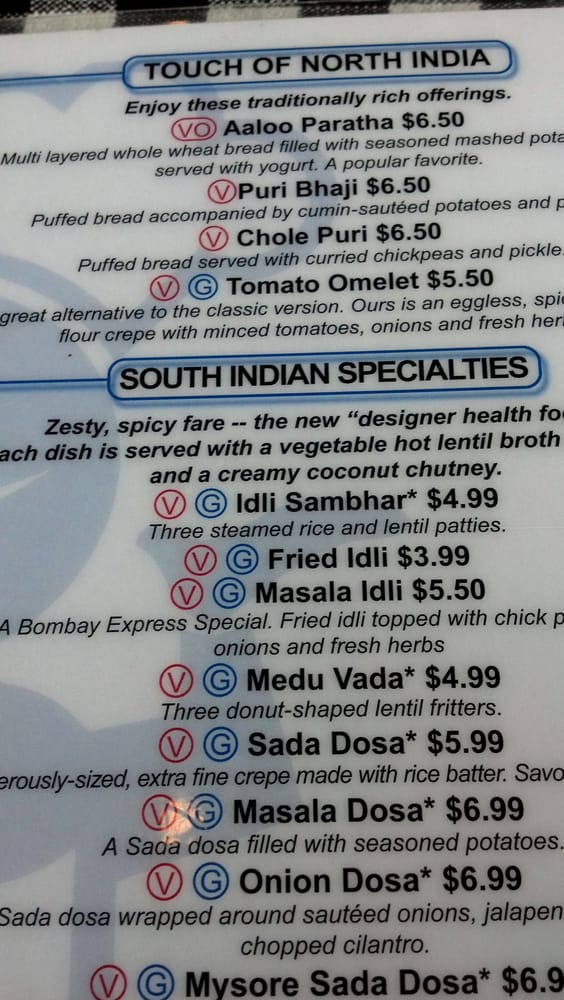 TOUCH OF NORTH INDIA
Enjoy these traditionally rich offerings.
VO Aaloo Paratha $6.50
Multi layered whole wheat bread filled with seasoned mashed pota
served with yogurt. A popular favorite.
V Puri Bhaji $6.50
Puffed bread accompanied by cumin-sautéed potatoes and p
V Chole Puri $6.50
Puffed bread served with curried chickpeas and pickle.
V G Tomato Omelet $5.50
great alternative to the classic version. Ours is an eggless, spic
flour crepe with minced tomatoes, onions and fresh her
SOUTH INDIAN SPECIALTIES
Zesty, spicy fare -- the new “designer health fo
ach dish is served with a vegetable hot lentil broth
and a creamy coconut chutney.
V G Idli Sambhar* $4.99
Three steamed rice and lentil patties.
V G Fried Idli $3.99
V G Masala Idli $5.50
A Bombay Express Special. Fried idli topped with chick p
onions and fresh herbs
V G Medu Vada* $4.99
Three donut-shaped lentil fritters.
V G Sada Dosa* $5.99
erously-sized, extra fine crepe made with rice batter. Savo
V G Masala Dosa* $6.99
A Sada dosa filled with seasoned potatoes.
V G Onion Dosa* $6.99
Sada dosa wrapped around sautéed onions, jalapen
chopped cilantro.
V G Mysore Sada Dosa* $6.9